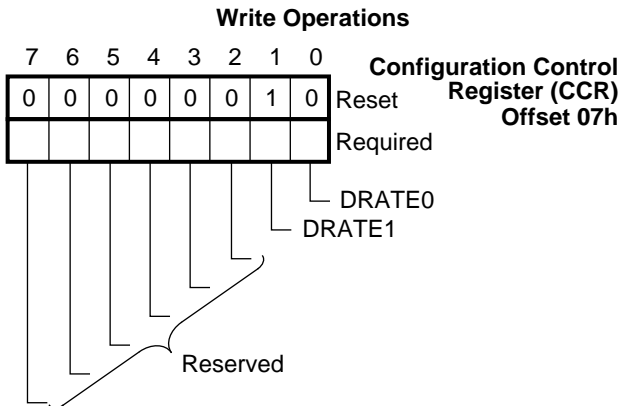 Write Operations
7 6 5 4 3 2 1 0
Configuration Control
Register (CCR)
Offset 07h
0 0 0 0 0 0 1 0 Reset
Required
DRATE0
DRATE1
Reserved